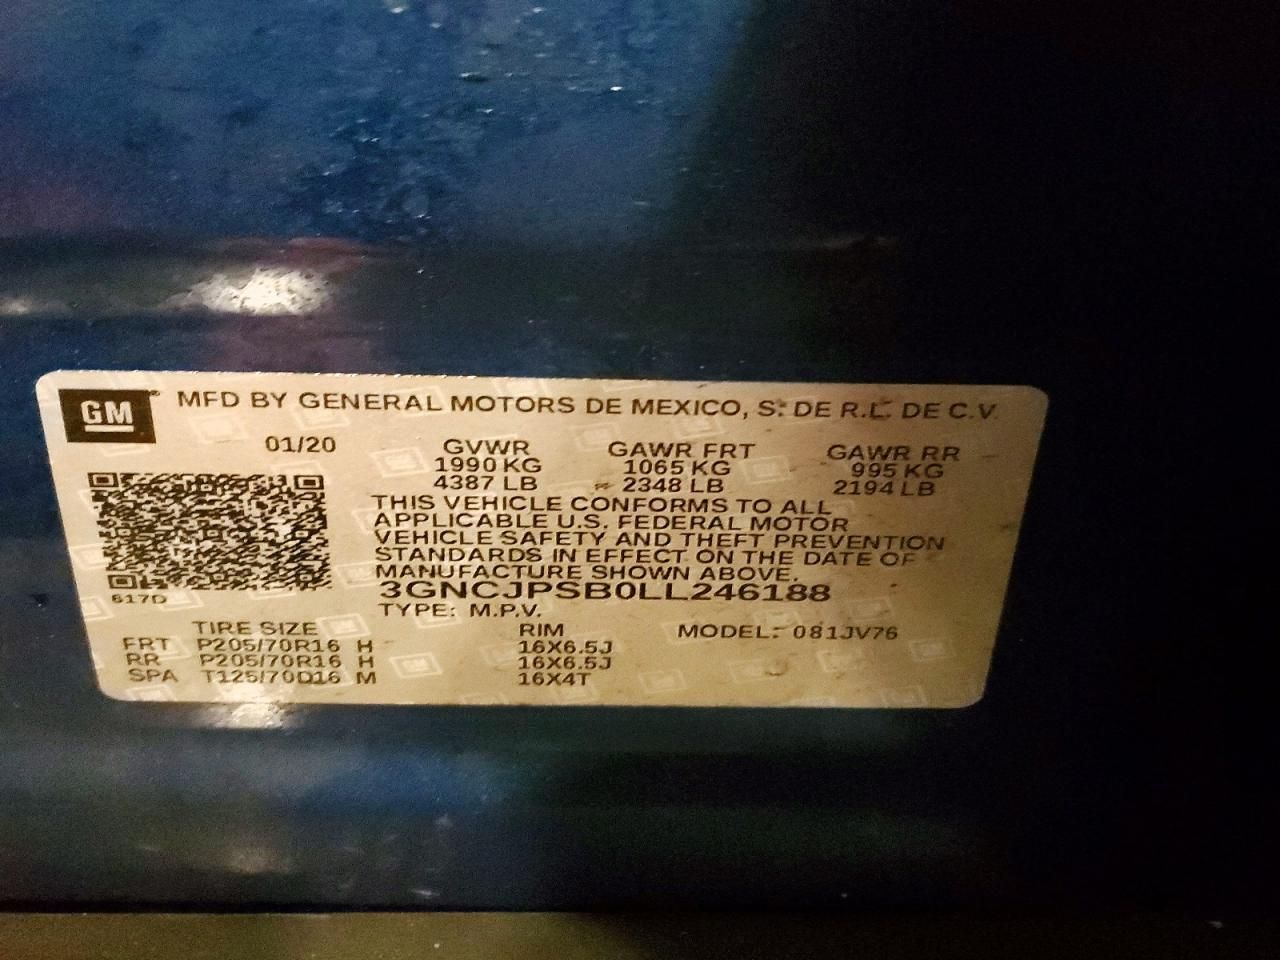 GM MFD BY GENERAL MOTORS DE MEXICO, S. DE R.L. DE C.V.
01/20 GVWR GAWR FRT GAWR RR
1990 KG 1065 KG 995 KG
4387 LB 2348 LB 2194 LB
THIS VEHICLE CONFORMS TO ALL
APPLICABLE U.S. FEDERAL MOTOR
VEHICLE SAFETY AND THEFT PREVENTION
STANDARDS IN EFFECT ON THE DATE OF
MANUFACTURE SHOWN ABOVE.
617D 3GNCJPSB0LL246188
TYPE: M.P.V.
TIRE SIZE RIM MODEL: 081JV76
FRT P205/70R16 H 16X6.5J
RR P205/70R16 H 16X6.5J
SPA T125/70D16 M 16X4T